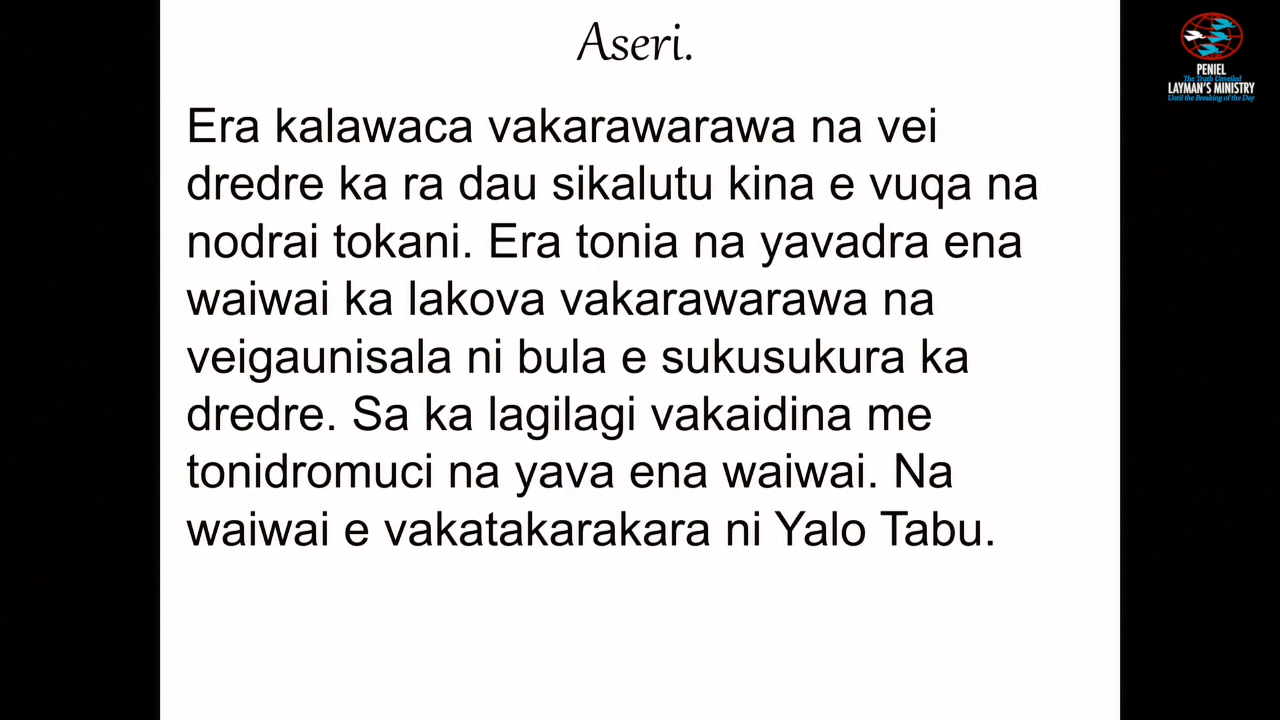 Aseri.
Era kalawaca vakarawarawa na vei
dredre ka ra dau sikalutu kina e vuqa na
nodrai tokani. Era tonia na yavadra ena
waiwai ka lakova vakarawarawa na
veigaunisala ni bula e sukusukura ka
dredre. Sa ka lagilagi vakaidina me
tonidromuci na yava ena waiwai. Na
waiwai e vakatakarakara ni Yalo Tabu.
PENIEL
The Truth Unveiled
LAYMAN'S MINISTRY
Until the Breaking of the Day